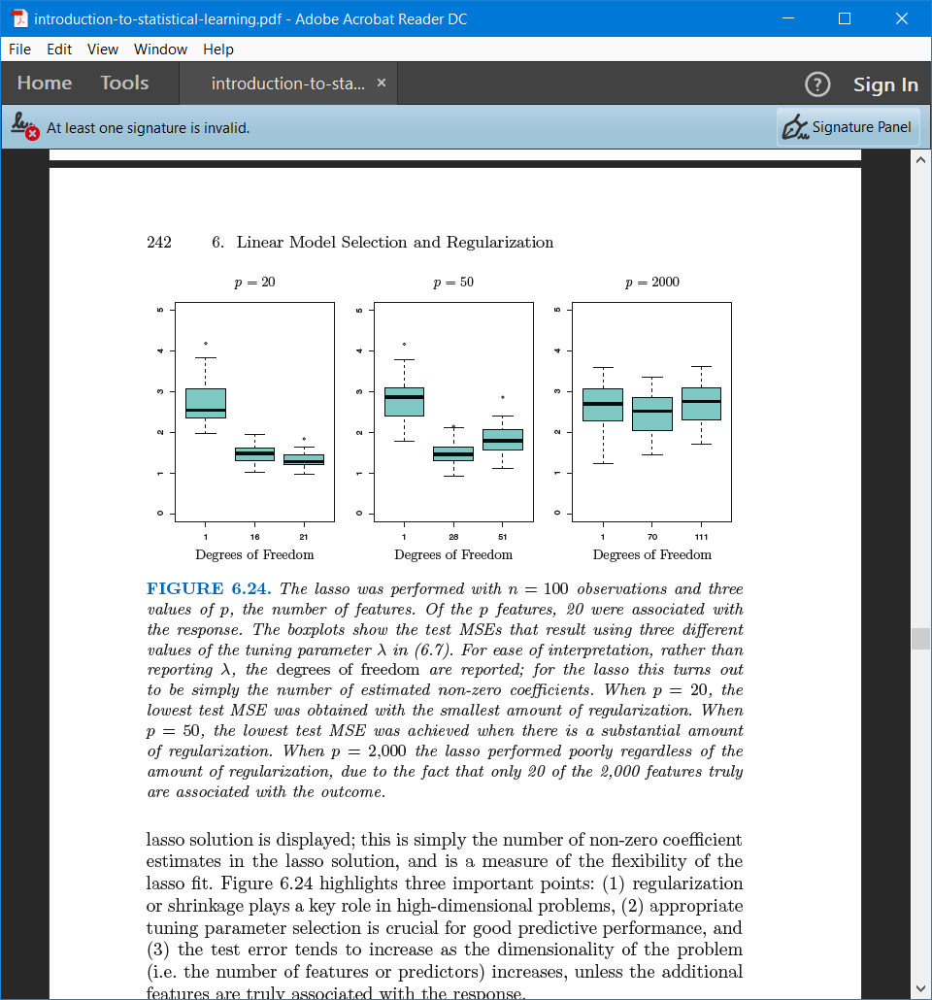 introduction-to-statistical-learning.pdf - Adobe Acrobat Reader DC
File Edit View Window Help
Home Tools introduction-to-sta... × ? Sign In
At least one signature is invalid. Signature Panel
242 6. Linear Model Selection and Regularization
p = 20 p = 50 p = 2000
5 5 5
4 4 4
3 3 3
2 2 2
1 1 1
0 0 0
1 16 21 1 28 51 1 70 111
Degrees of Freedom Degrees of Freedom Degrees of Freedom
FIGURE 6.24. The lasso was performed with n = 100 observations and three
values of p, the number of features. Of the p features, 20 were associated with
the response. The boxplots show the test MSEs that result using three different
values of the tuning parameter λ in (6.7). For ease of interpretation, rather than
reporting λ, the degrees of freedom are reported; for the lasso this turns out
to be simply the number of estimated non-zero coefficients. When p = 20, the
lowest test MSE was obtained with the smallest amount of regularization. When
p = 50, the lowest test MSE was achieved when there is a substantial amount
of regularization. When p = 2,000 the lasso performed poorly regardless of the
amount of regularization, due to the fact that only 20 of the 2,000 features truly
are associated with the outcome.
lasso solution is displayed; this is simply the number of non-zero coefficient
estimates in the lasso solution, and is a measure of the flexibility of the
lasso fit. Figure 6.24 highlights three important points: (1) regularization
or shrinkage plays a key role in high-dimensional problems, (2) appropriate
tuning parameter selection is crucial for good predictive performance, and
(3) the test error tends to increase as the dimensionality of the problem
(i.e. the number of features or predictors) increases, unless the additional
features are truly associated with the response.